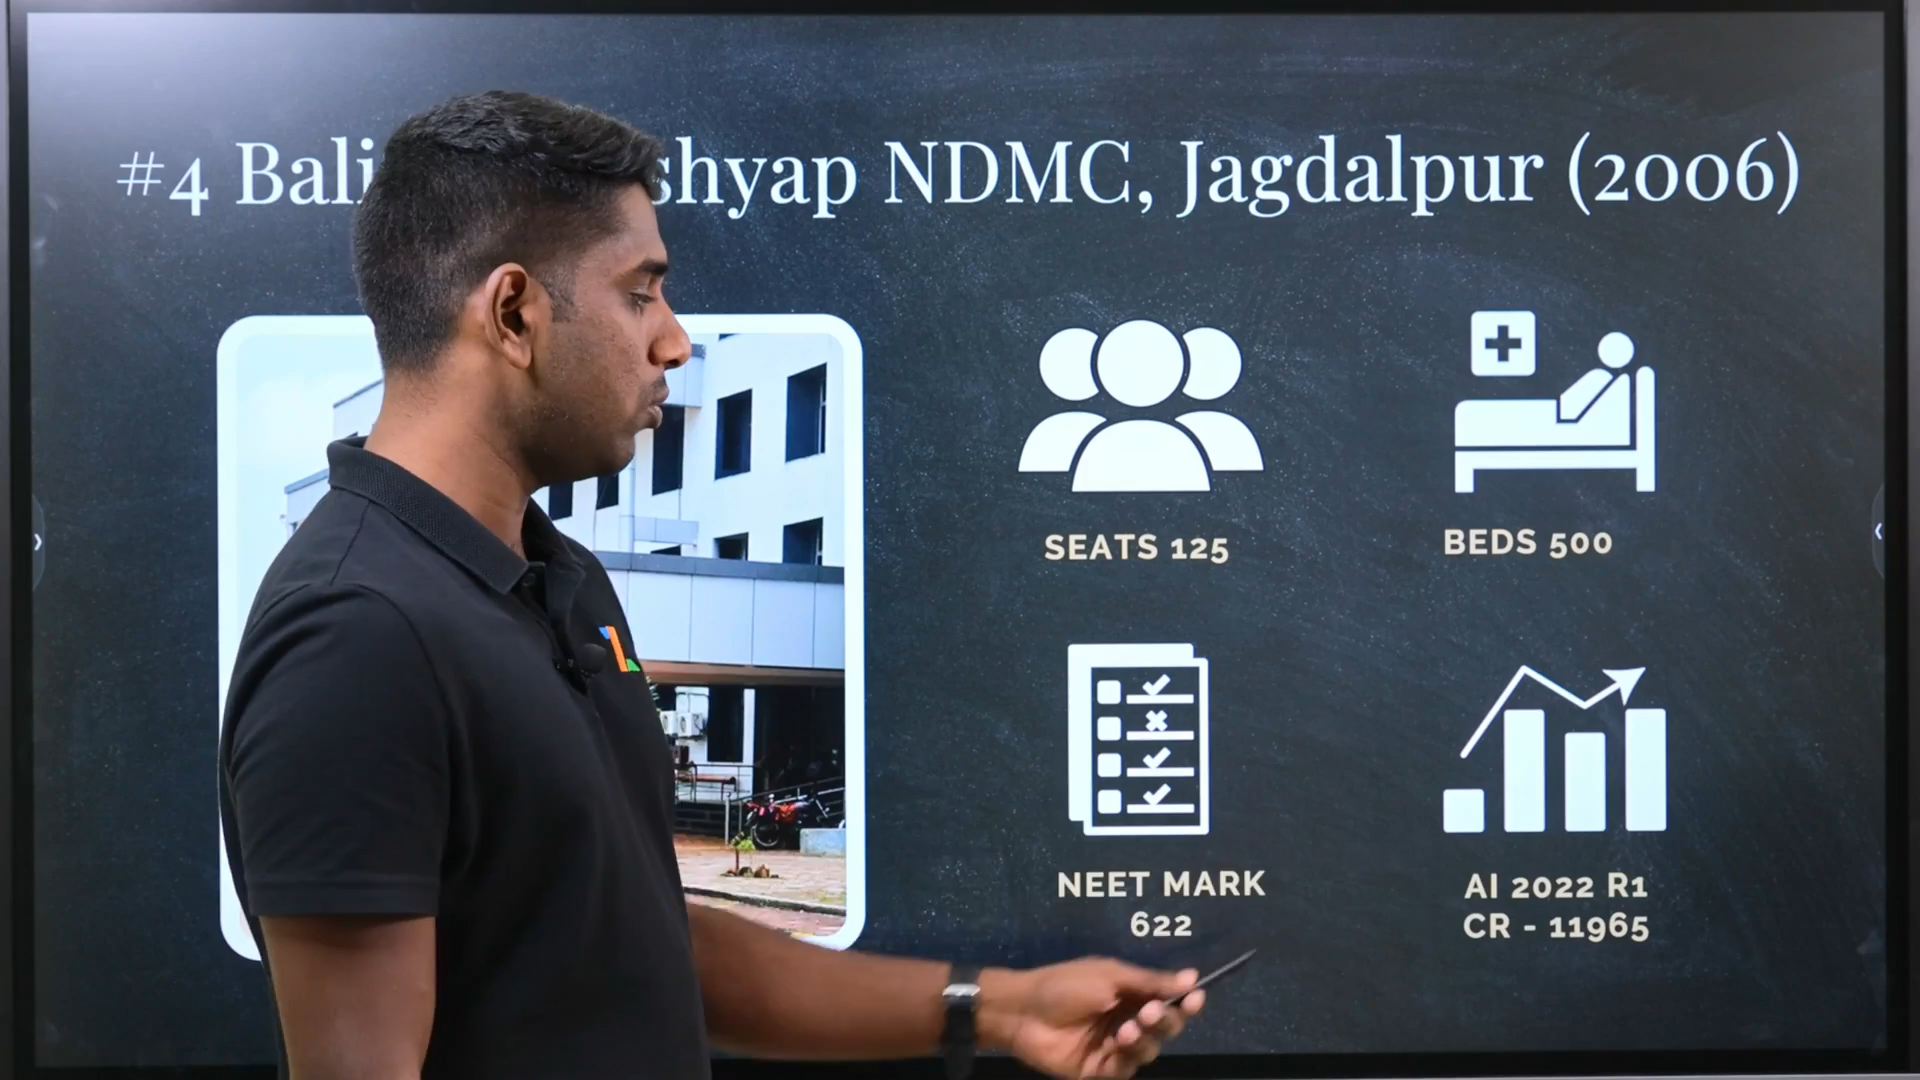 #4 Bali shyap NDMC, Jagdalpur (2006)
SEATS 125
BEDS 500
NEET MARK
622
AI 2022 R1
CR - 11965